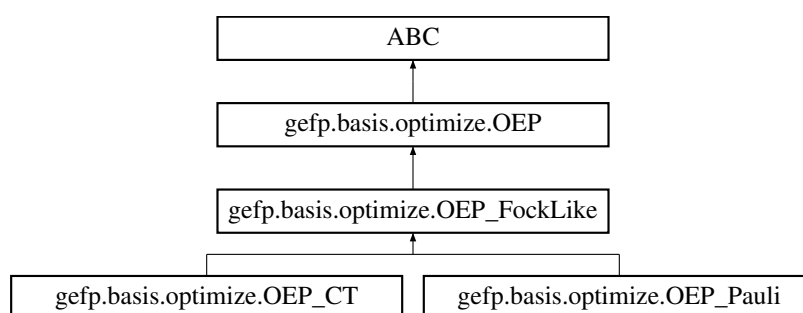 ABC
gefp.basis.optimize.OEP
gefp.basis.optimize.OEP_FockLike
gefp.basis.optimize.OEP_CT
gefp.basis.optimize.OEP_Pauli